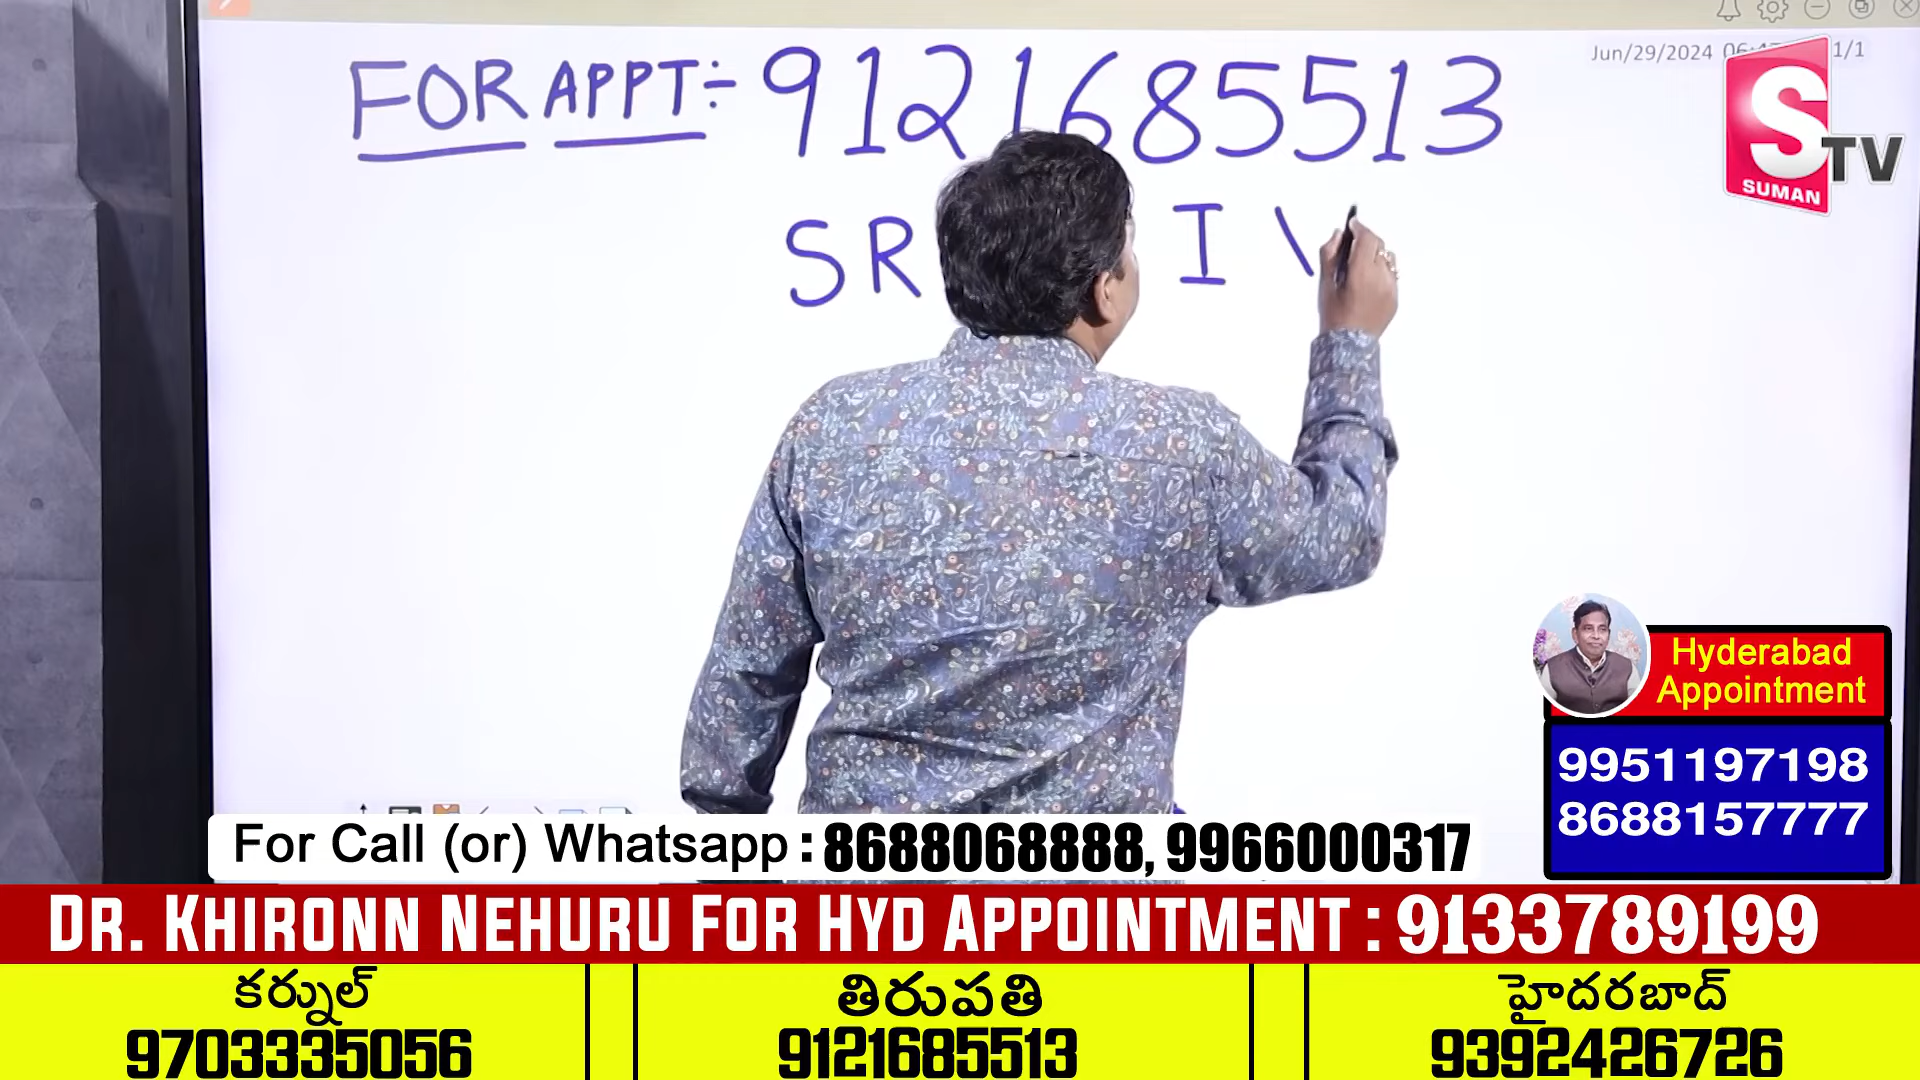 Jun/29/2024
1/1
FOR APPT:- 9121685513
S TV
SUMAN
SR I
Hyderabad
Appointment
9951197198
8688157777
For Call (or) Whatsapp : 8688068888, 9966000317
DR. KHIRONN NEHURU FOR HYD APPOINTMENT : 9133789199
కర్నూల్
9703335056
తిరుపతి
9121685513
హైదరబాద్
9392426726